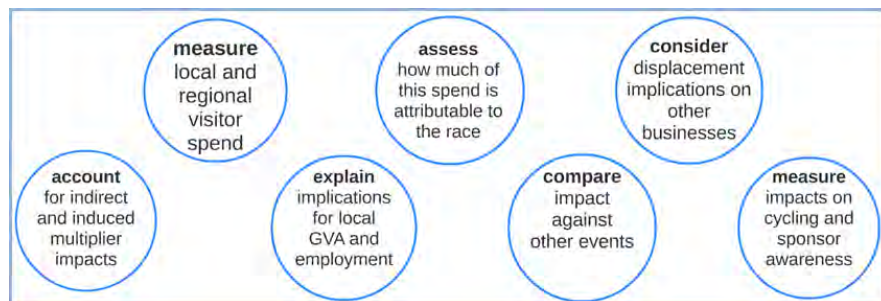 measure
local and
regional
visitor
spend
assess
how much of
this spend is
attributable to
the race
consider
displacement
implications on
other
businesses
account
for indirect
and induced
multiplier
impacts
explain
implications
for local
GVA and
employment
compare
impact
against
other events
measure
impacts on
cycling and
sponsor
awareness